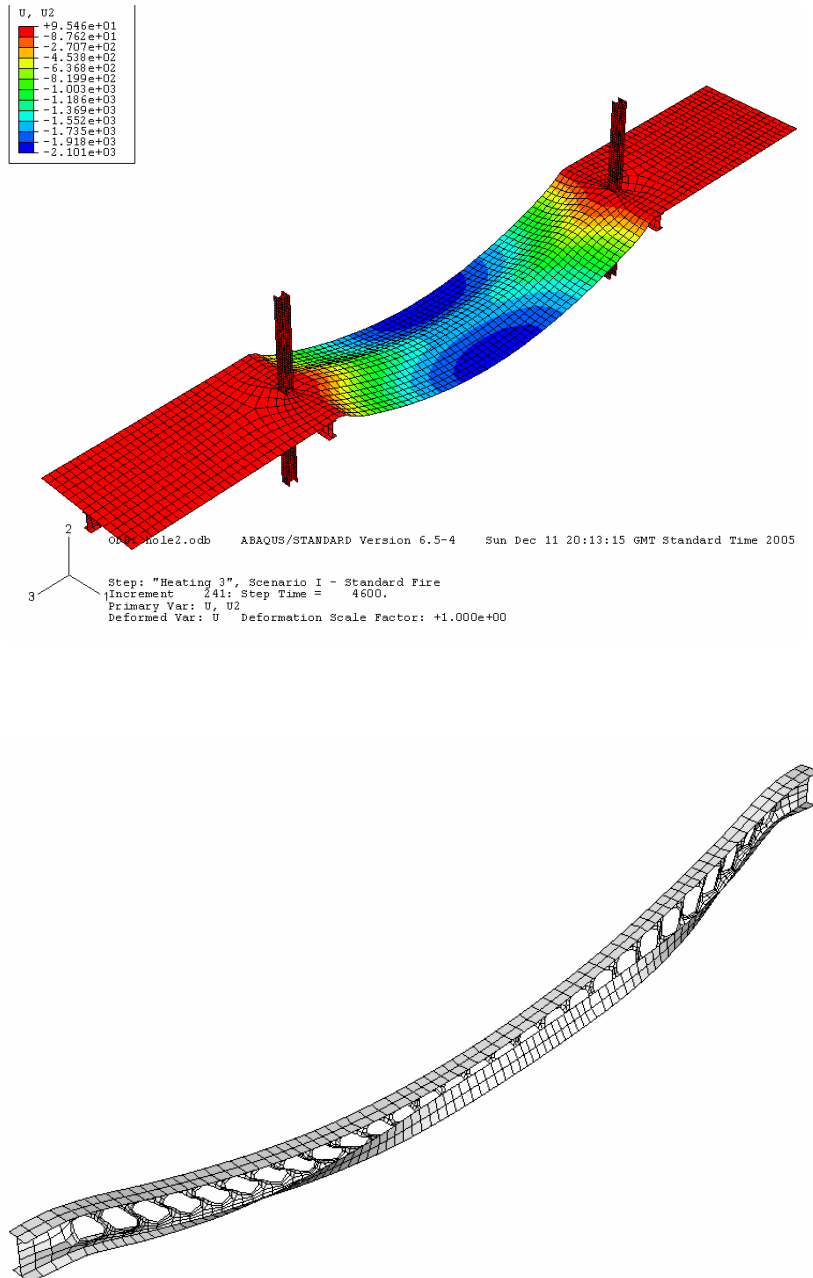 U, U2
+9.546e+01
-8.762e+01
-2.707e+02
-4.538e+02
-6.368e+02
-8.199e+02
-1.003e+03
-1.186e+03
-1.369e+03
-1.552e+03
-1.735e+03
-1.918e+03
-2.101e+03
2
3
1
hole2.odb ABAQUS/STANDARD Version 6.5-4 Sun Dec 11 20:13:15 GMT Standard Time 2005
Step: "Heating 3", Scenario I - Standard Fire
Increment 241: Step Time = 4600.
Primary Var: U, U2
Deformed Var: U Deformation Scale Factor: +1.000e+00